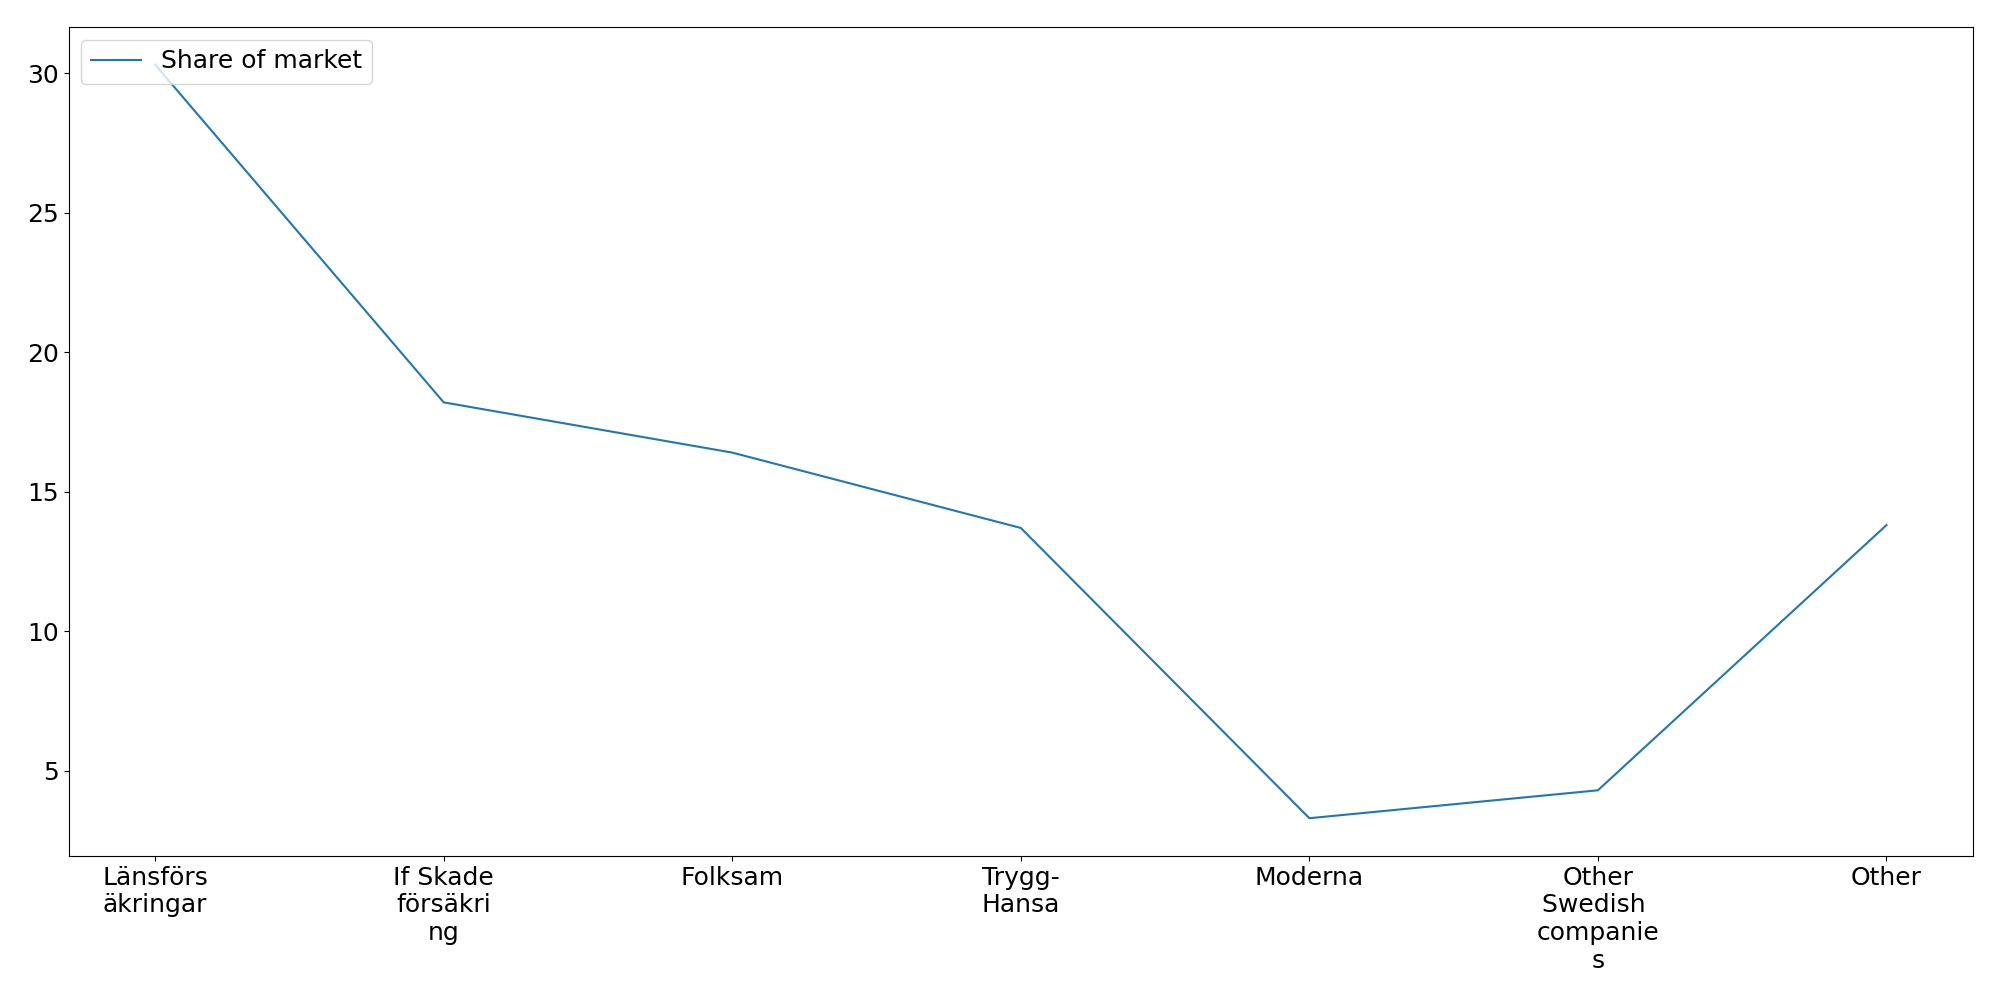 Share of market
30
25
20
15
10
5
Länsförs
äkringar
If Skade
försäkri
ng
Folksam
Trygg-
Hansa
Moderna
Other
Swedish
companie
s
Other